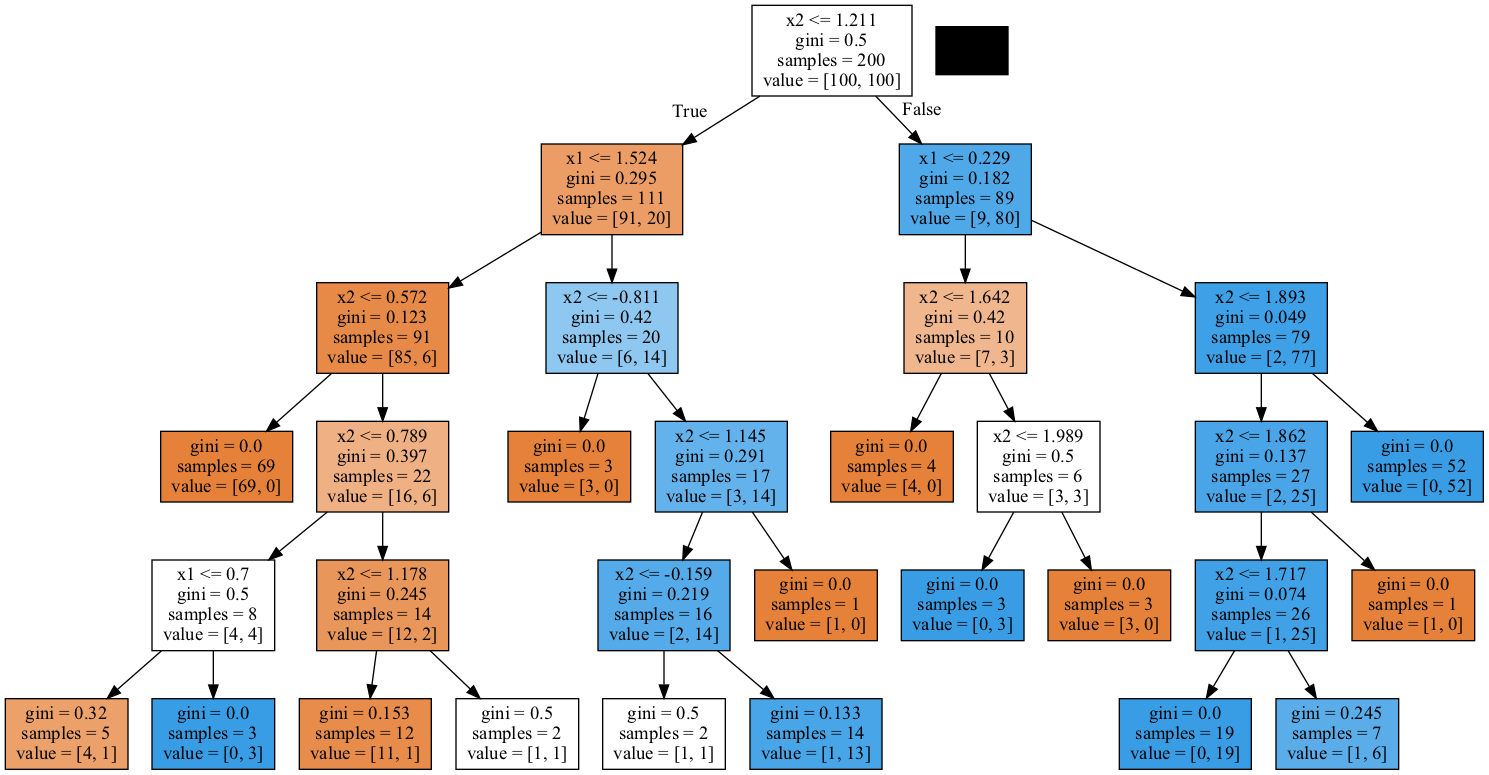 x2 <= 1.211
gini = 0.5
samples = 200
value = [100, 100]
True
False
x1 <= 1.524
gini = 0.295
samples = 111
value = [91, 20]
x1 <= 0.229
gini = 0.182
samples = 89
value = [9, 80]
x2 <= 0.572
gini = 0.123
samples = 91
value = [85, 6]
x2 <= -0.811
gini = 0.42
samples = 20
value = [6, 14]
x2 <= 1.642
gini = 0.42
samples = 10
value = [7, 3]
x2 <= 1.893
gini = 0.049
samples = 79
value = [2, 77]
gini = 0.0
samples = 69
value = [69, 0]
x2 <= 0.789
gini = 0.397
samples = 22
value = [16, 6]
gini = 0.0
samples = 3
value = [3, 0]
x2 <= 1.145
gini = 0.291
samples = 17
value = [3, 14]
gini = 0.0
samples = 4
value = [4, 0]
x2 <= 1.989
gini = 0.5
samples = 6
value = [3, 3]
x2 <= 1.862
gini = 0.137
samples = 27
value = [2, 25]
gini = 0.0
samples = 52
value = [0, 52]
x1 <= 0.7
gini = 0.5
samples = 8
value = [4, 4]
x2 <= 1.178
gini = 0.245
samples = 14
value = [12, 2]
x2 <= -0.159
gini = 0.219
samples = 16
value = [2, 14]
gini = 0.0
samples = 1
value = [1, 0]
gini = 0.0
samples = 3
value = [0, 3]
gini = 0.0
samples = 3
value = [3, 0]
x2 <= 1.717
gini = 0.074
samples = 26
value = [1, 25]
gini = 0.0
samples = 1
value = [1, 0]
gini = 0.32
samples = 5
value = [4, 1]
gini = 0.0
samples = 3
value = [0, 3]
gini = 0.153
samples = 12
value = [11, 1]
gini = 0.5
samples = 2
value = [1, 1]
gini = 0.5
samples = 2
value = [1, 1]
gini = 0.133
samples = 14
value = [1, 13]
gini = 0.0
samples = 19
value = [0, 19]
gini = 0.245
samples = 7
value = [1, 6]